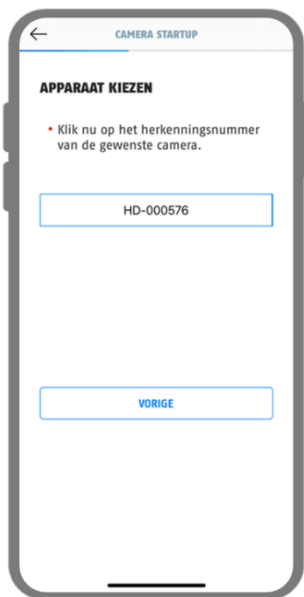 CAMERA STARTUP
APPARAAT KIEZEN
• Klik nu op het herkenningsnummer
van de gewenste camera.
HD-000576
VORIGE